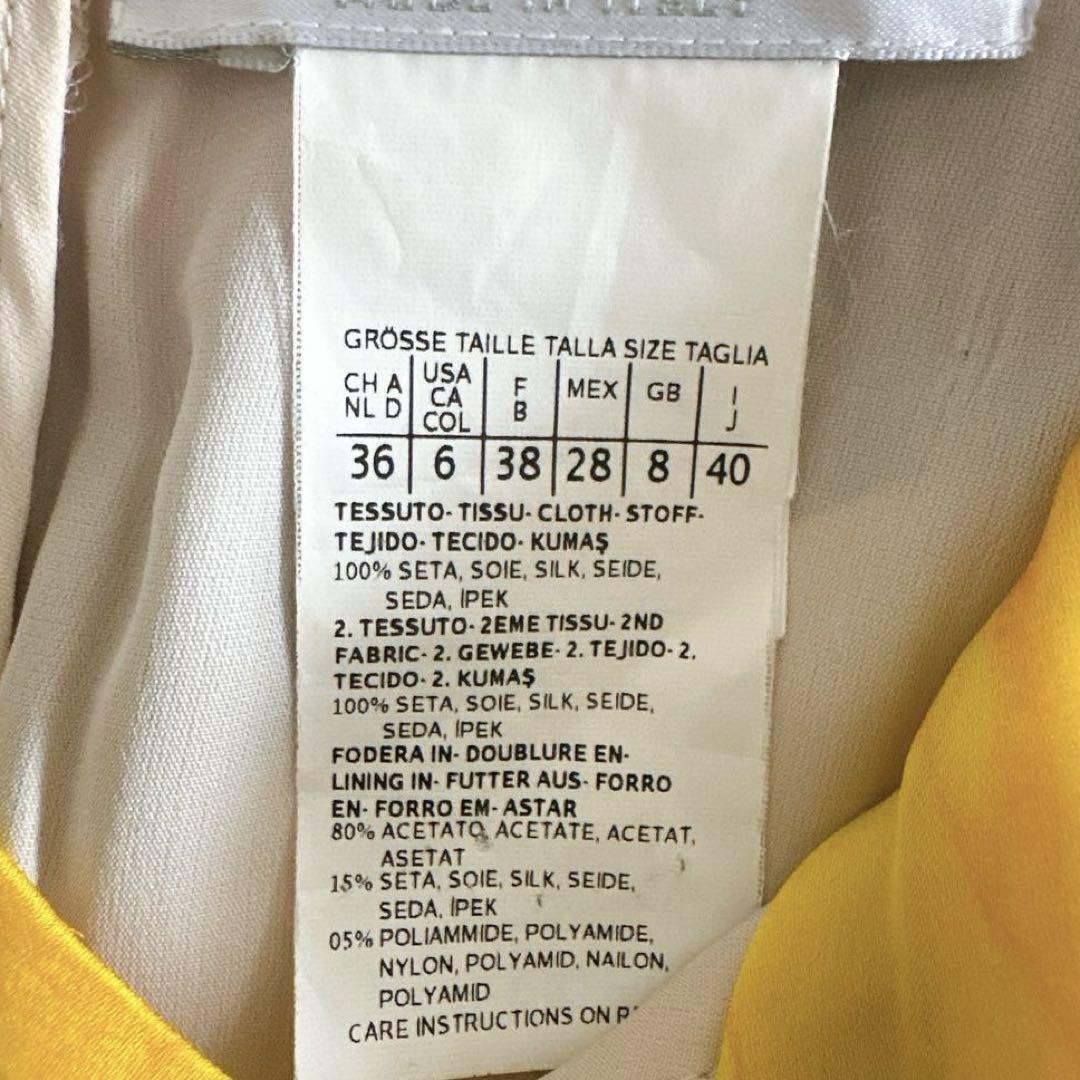 MADE IN ITALY
GRÖSSE TAILLE TALLA SIZE TAGLIA
CH A NL D USA CA COL F B MEX GB I J
36 6 38 28 8 40
TESSUTO- TISSU- CLOTH- STOFF-
TEJIDO- TECIDO- KUMAŞ
100% SETA, SOIE, SILK, SEIDE,
SEDA, İPEK
2. TESSUTO- 2EME TISSU- 2ND
FABRIC- 2. GEWEBE- 2. TEJIDO- 2.
TECIDO- 2. KUMAŞ
100% SETA, SOIE, SILK, SEIDE,
SEDA, İPEK
FODERA IN- DOUBLURE EN-
LINING IN- FUTTER AUS- FORRO
EN- FORRO EM- ASTAR
80% ACETATO, ACETATE, ACETAT,
ASETAT
15% SETA, SOIE, SILK, SEIDE,
SEDA, İPEK
05% POLIAMMIDE, POLYAMIDE,
NYLON, POLYAMID, NAILON,
POLYAMID
CARE INSTRUCTIONS ON